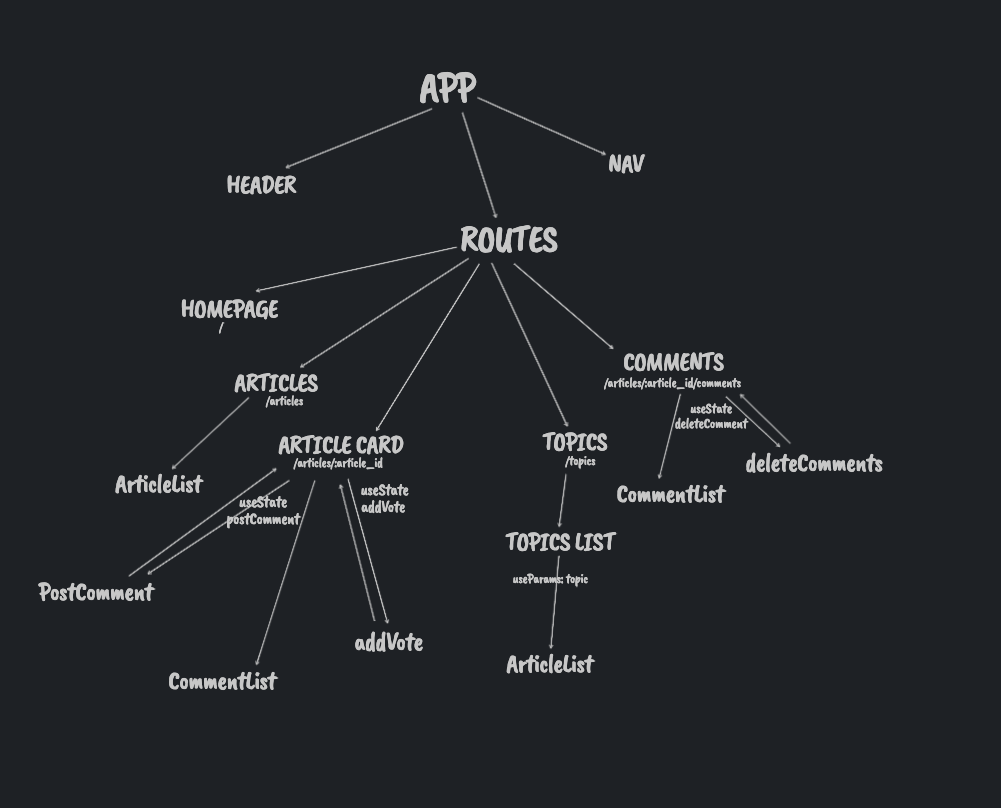 APP
HEADER
NAV
ROUTES
HOMEPAGE
/
ARTICLES
/articles
ArticleList
ARTICLE CARD
/articles/:article_id
useState
postComment
useState
addVote
PostComment
CommentList
addVote
TOPICS
/topics
TOPICS LIST
useParams: topic
ArticleList
COMMENTS
/articles/:article_id/comments
useState
deleteComment
CommentList
deleteComments